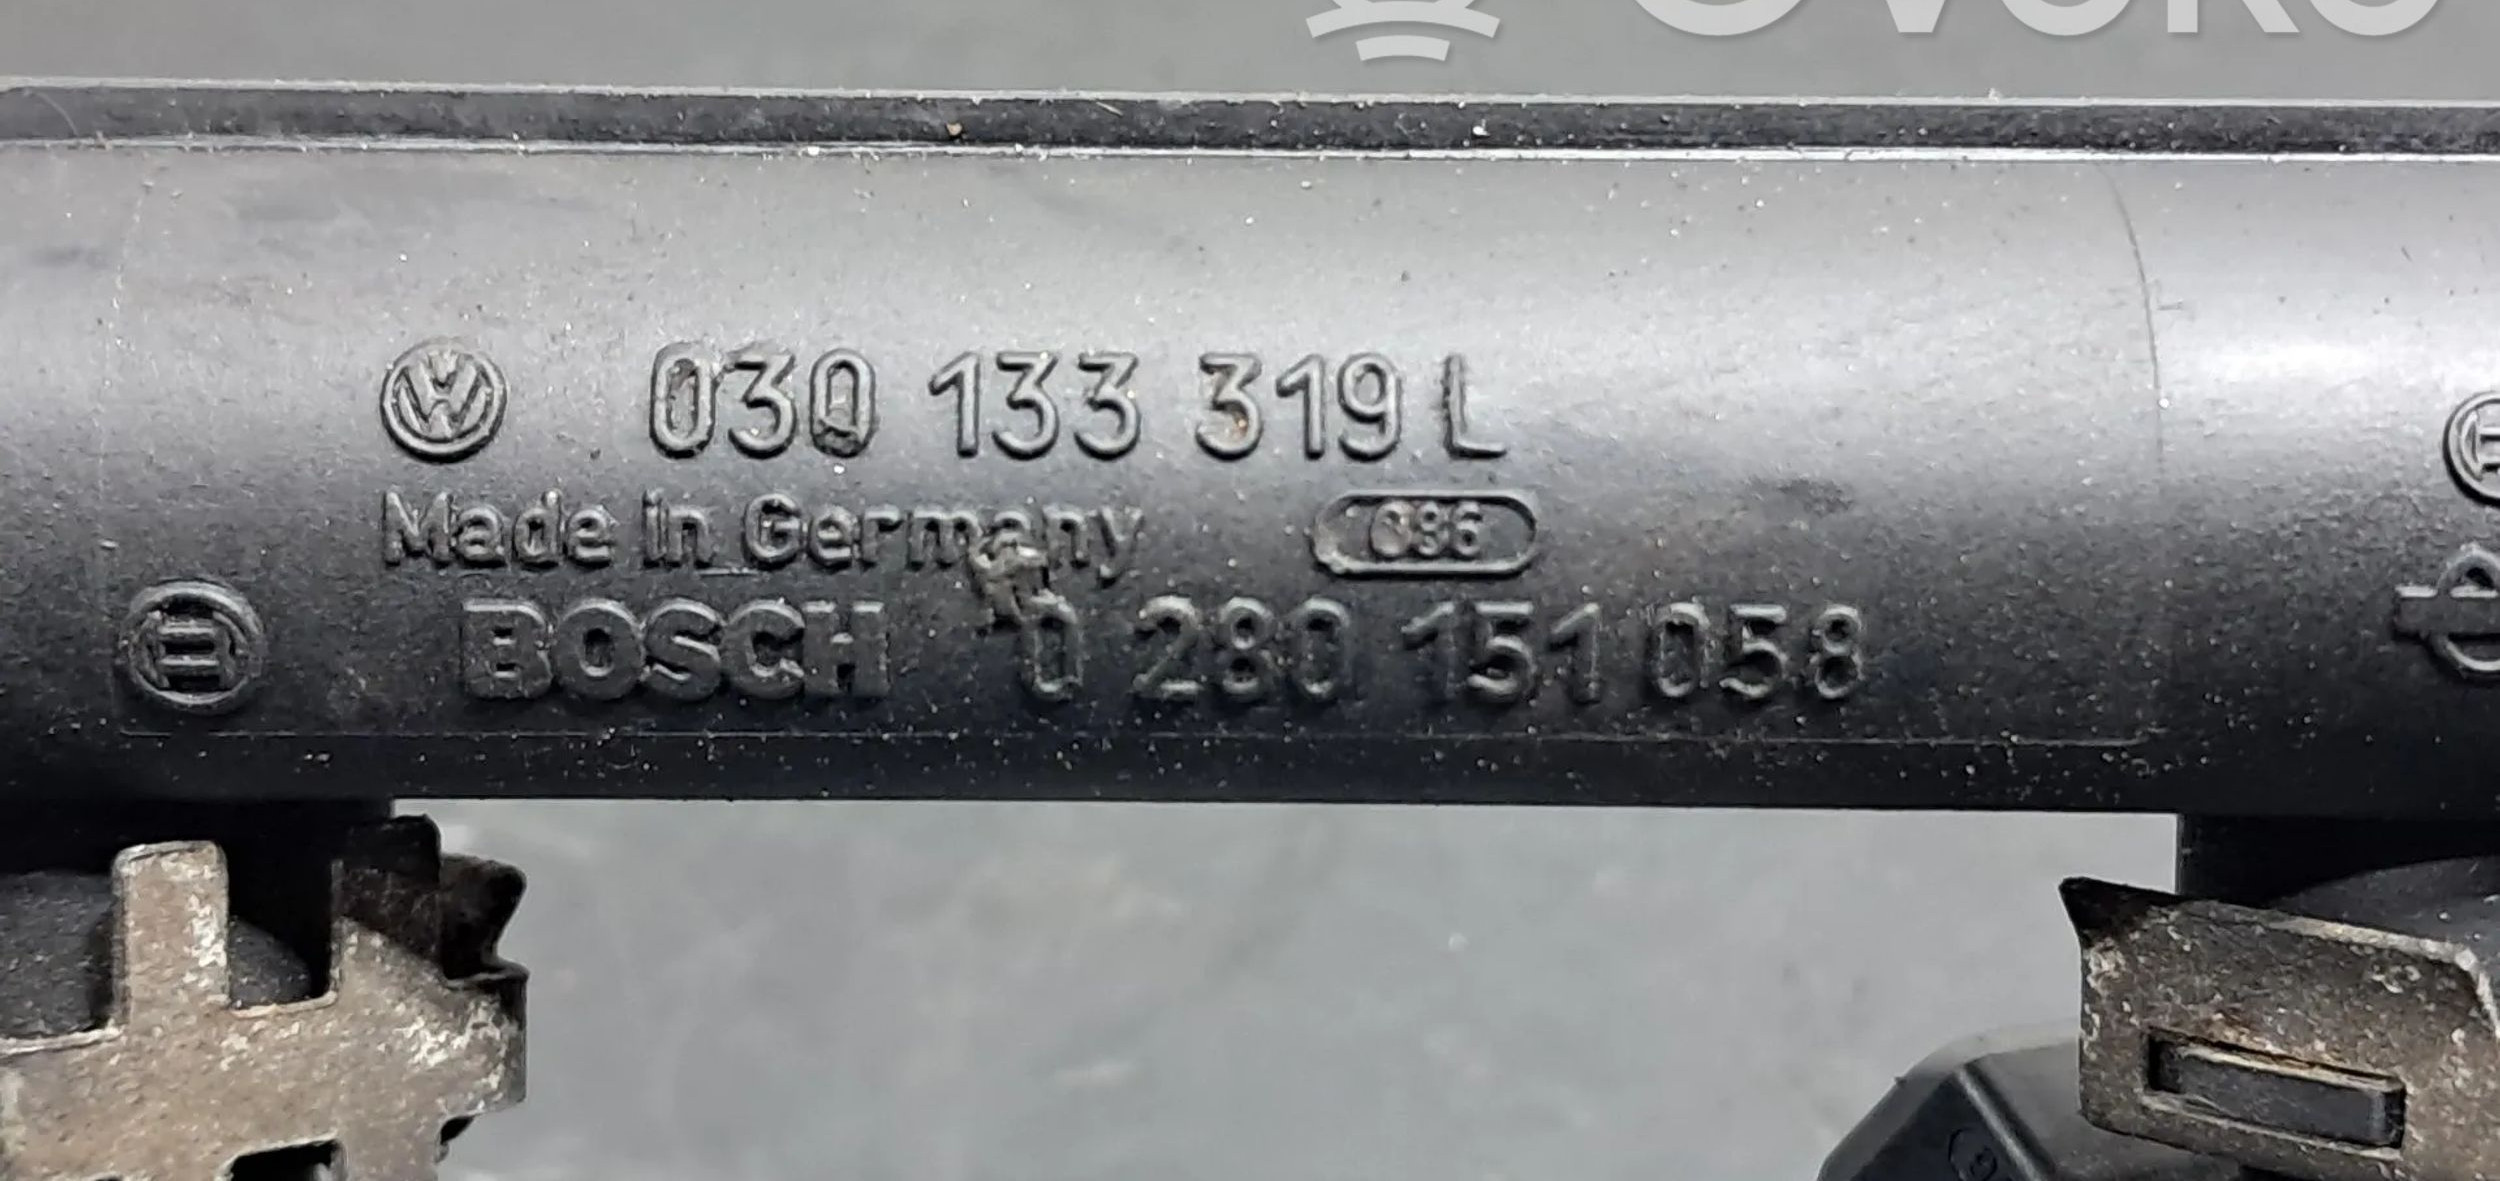 030 133 319 L
Made in Germany 086
BOSCH 0 280 151 058